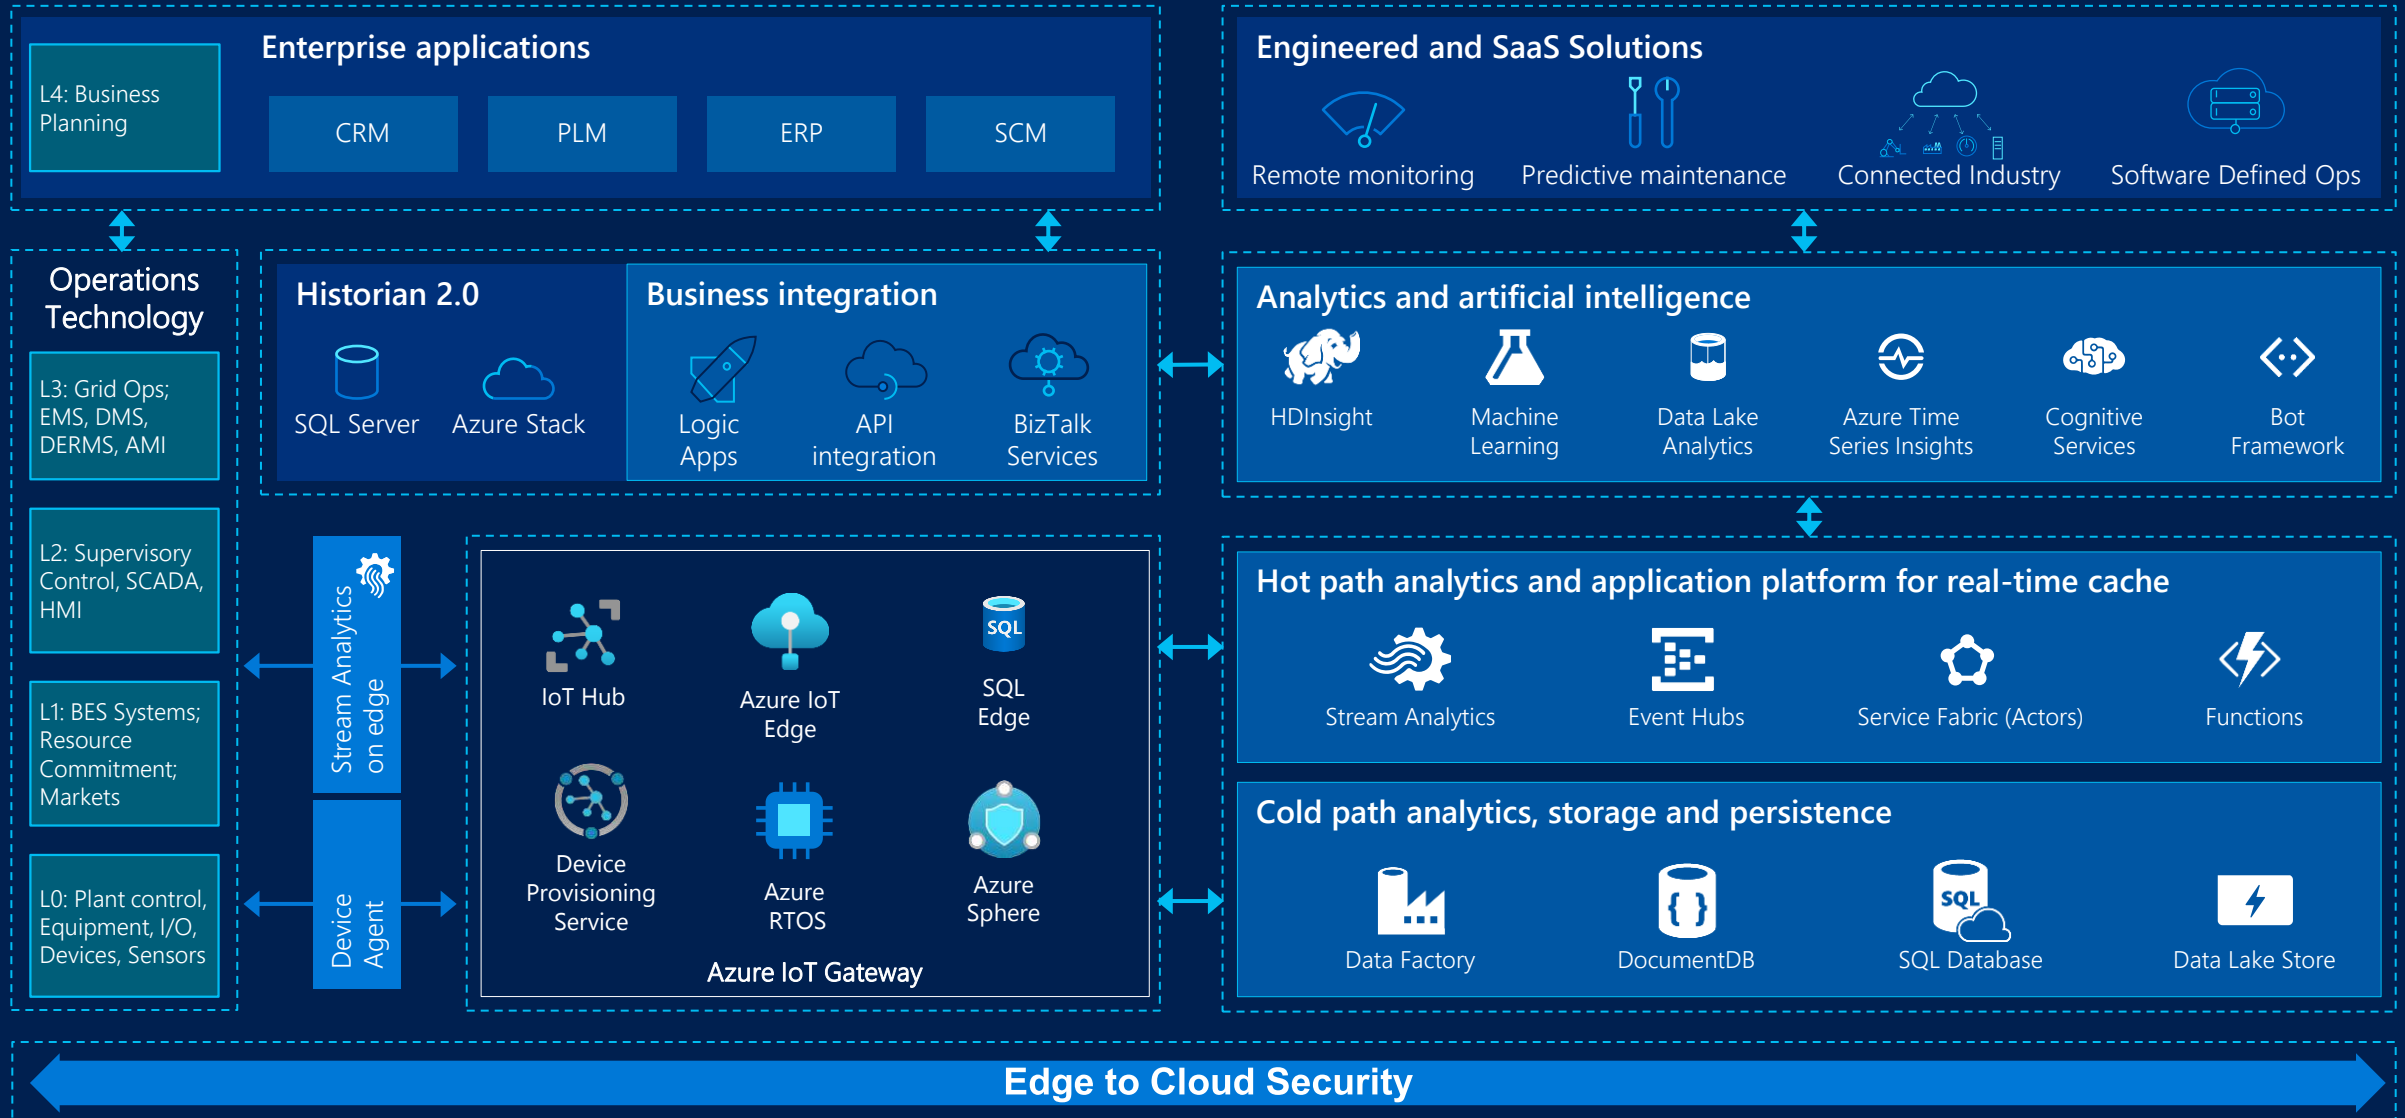 Enterprise applications
L4: Business
Planning
CRM
PLM
ERP
SCM
Engineered and SaaS Solutions
Remote monitoring
Predictive maintenance
Connected Industry
Software Defined Ops
Operations
Technology
L3: Grid Ops;
EMS, DMS,
DERMS, AMI
L2: Supervisory
Control, SCADA,
HMI
L1: BES Systems;
Resource
Commitment;
Markets
L0: Plant control,
Equipment, I/O,
Devices, Sensors
Historian 2.0
SQL Server
Azure Stack
Business integration
Logic
Apps
API
integration
BizTalk
Services
Analytics and artificial intelligence
HDInsight
Machine
Learning
Data Lake
Analytics
Azure Time
Series Insights
Cognitive
Services
Bot
Framework
Stream Analytics
on edge
Device
Agent
IoT Hub
Azure IoT
Edge
SQL
SQL
Edge
Device
Provisioning
Service
Azure
RTOS
Azure
Sphere
Azure IoT Gateway
Hot path analytics and application platform for real-time cache
Stream Analytics
Event Hubs
Service Fabric (Actors)
Functions
Cold path analytics, storage and persistence
Data Factory
{ }
DocumentDB
SQL
SQL Database
Data Lake Store
Edge to Cloud Security